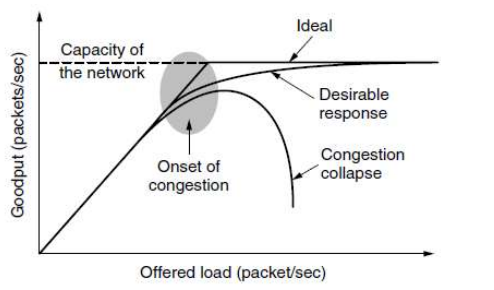 Ideal
Capacity of
the network
Desirable
response
Congestion
collapse
Onset of
congestion
Goodput (packets/sec)
Offered load (packet/sec)